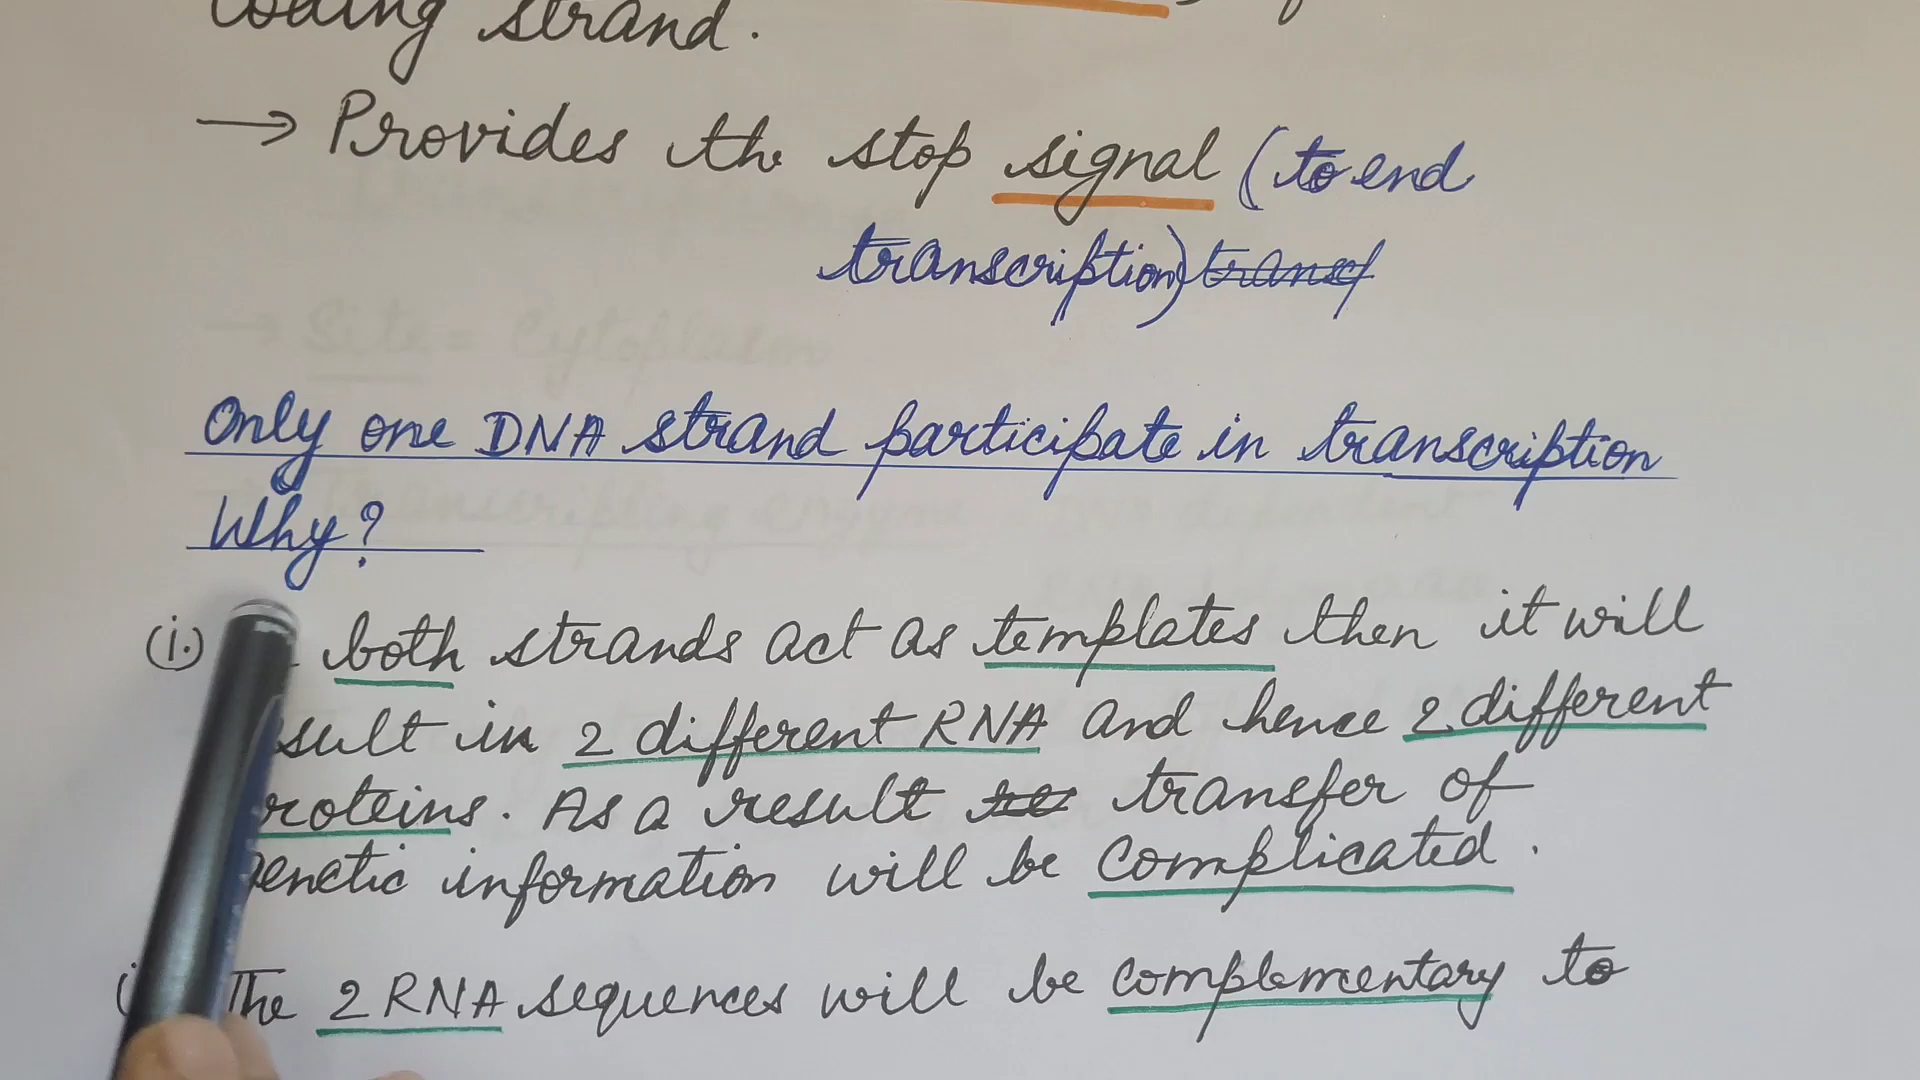 coding strand.
→ Provides the stop signal (to end
transcription)
Only one DNA strand participate in transcription
Why?
(i.) both strands act as templates then it will
sult in 2 different RNA and hence 2 different
roteins. As a result transfer of
genetic information will be complicated.
The 2 RNA sequences will be complementary to